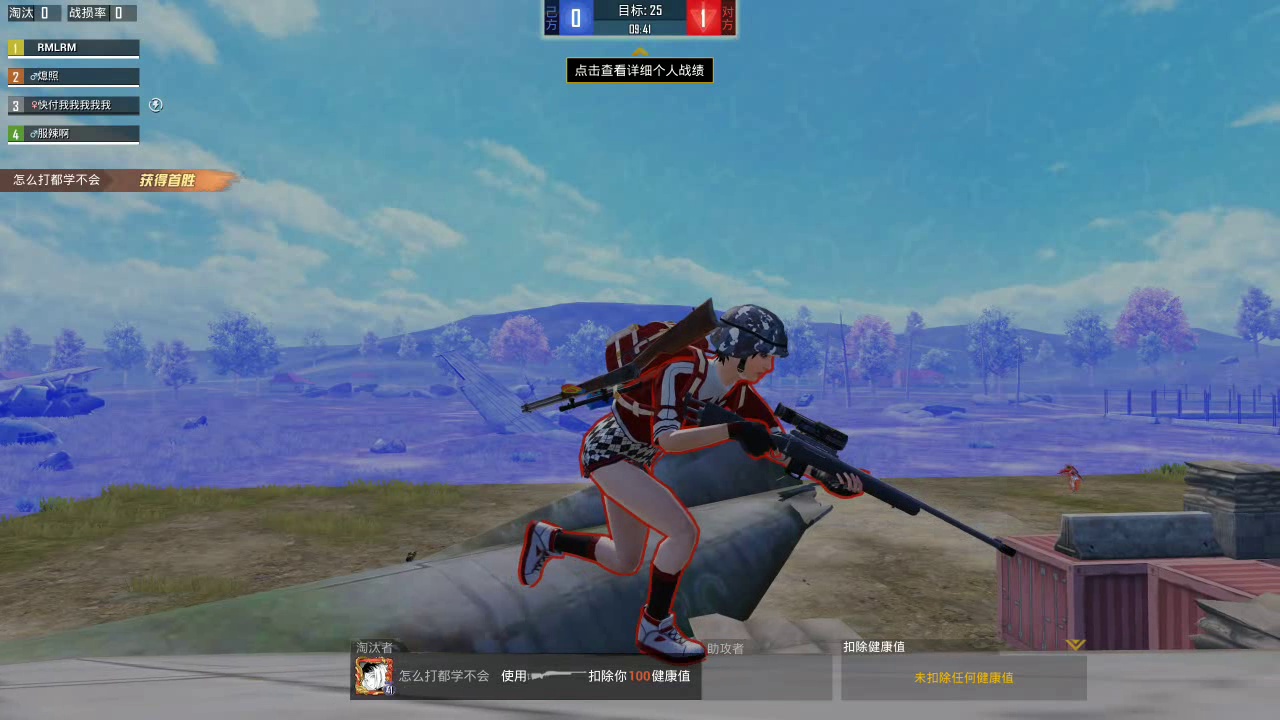 淘汰 0 战损率 0
1 RMLRM
2 ♂熄照
3 ♀快付我我我我我
4 ♂服辣啊
怎么打都学不会 获得首胜
己方 0 目标: 25 1 对方
09:41
点击查看详细个人战绩
淘汰者 助攻者 扣除健康值
41 怎么打都学不会 使用 扣除你100健康值 未扣除任何健康值